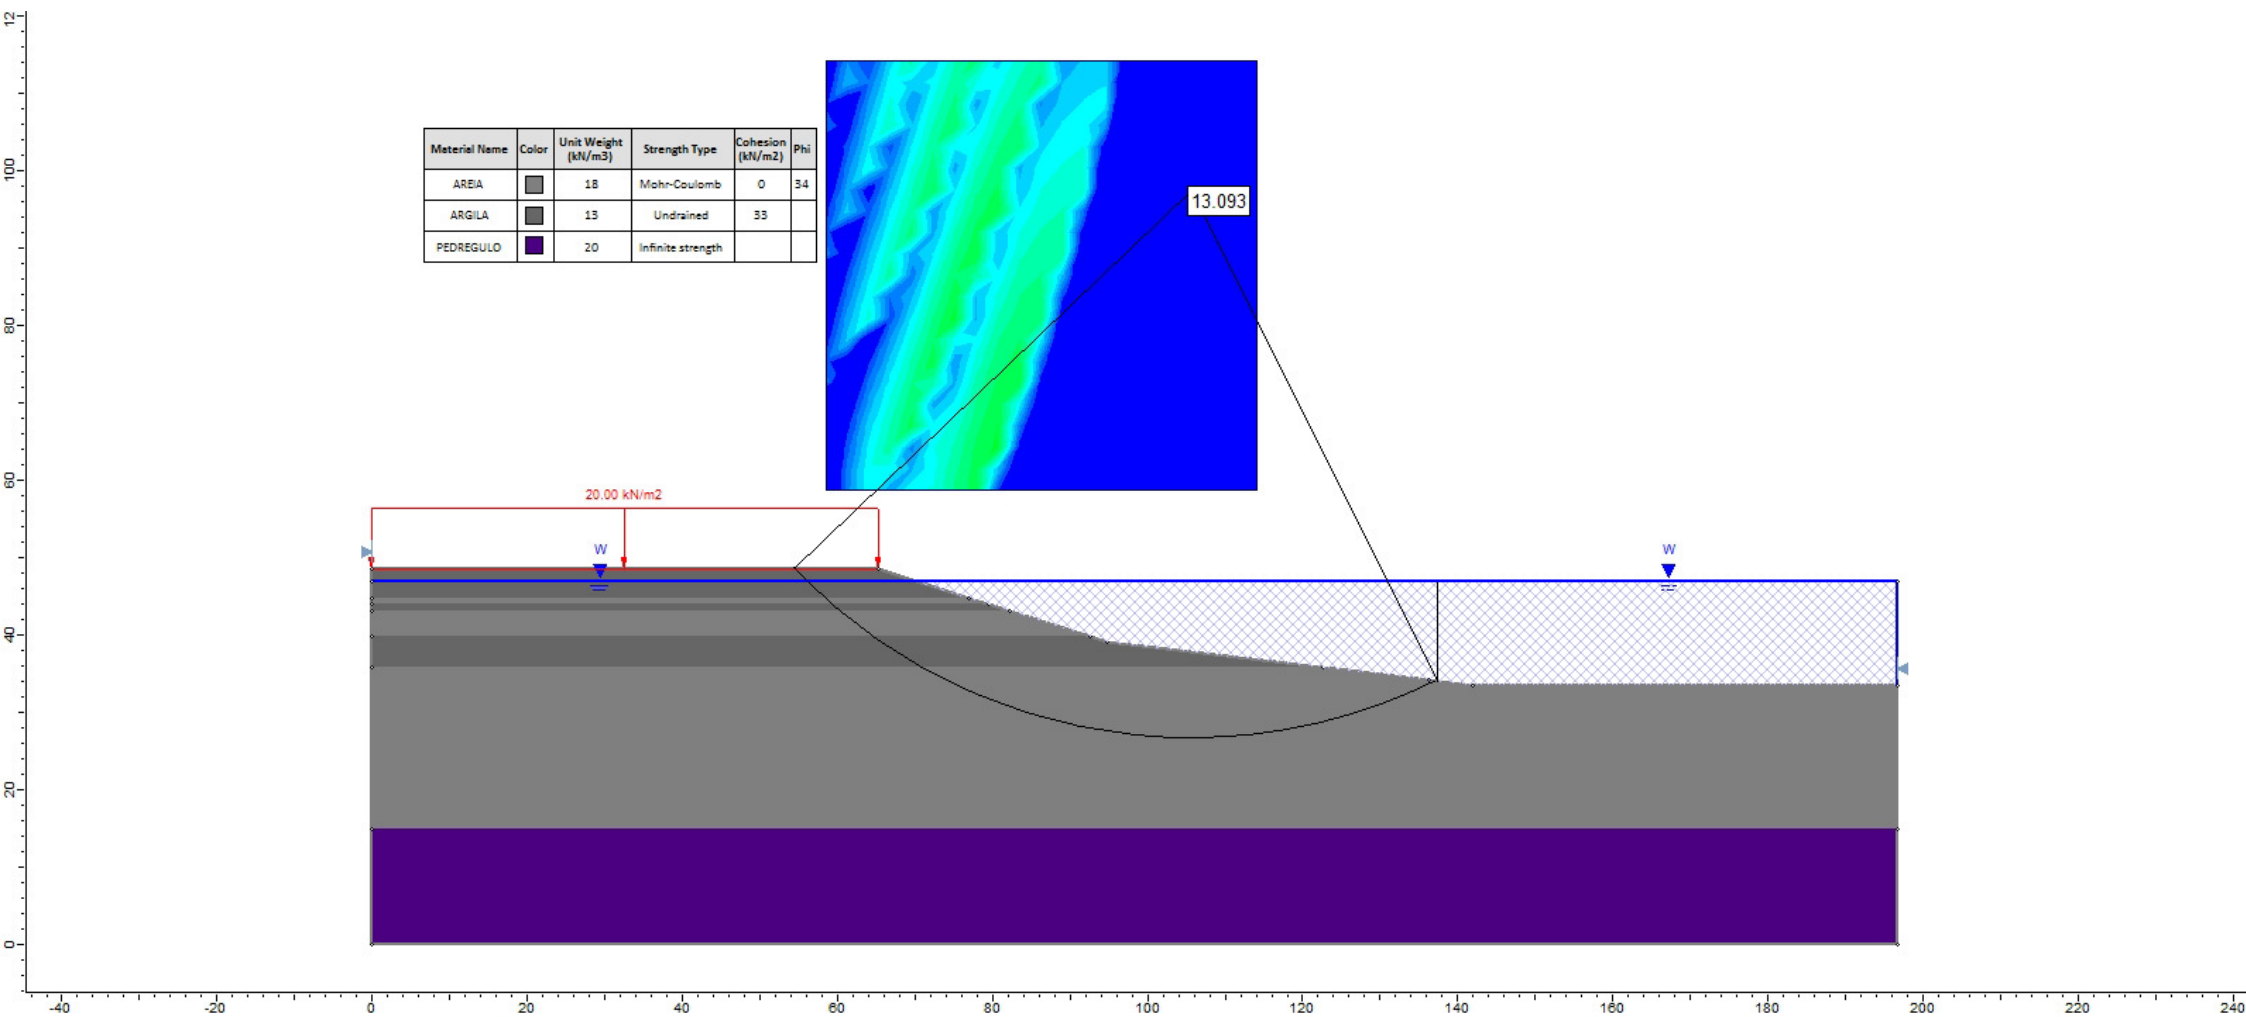 12
100
80
60
40
20
0
Material Name Color Unit Weight (kN/m3) Strength Type Cohesion (kN/m2) Phi
AREIA 18 Mohr-Coulomb 0 34
ARGILA 13 Undrained 33
PEDREGULO 20 Infinite strength
13.093
20.00 kN/m2
W
W
-40 -20 0 20 40 60 80 100 120 140 160 180 200 220 240